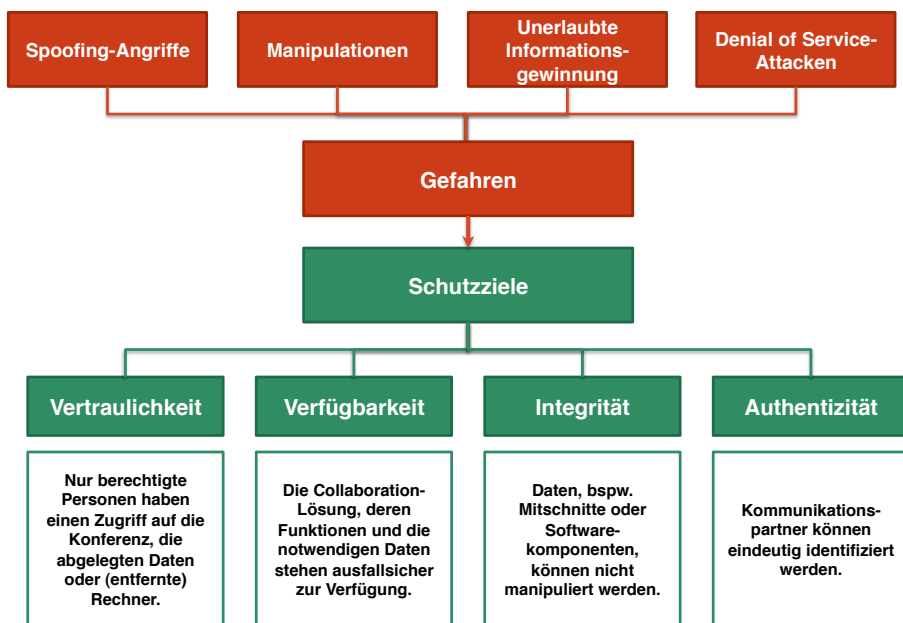 Spoofing-Angriffe
Manipulationen
Unerlaubte
Informations-
gewinnung
Denial of Service-
Attacken
Gefahren
Schutzziele
Vertraulichkeit
Verfügbarkeit
Integrität
Authentizität
Nur berechtigte
Personen haben
einen Zugriff auf die
Konferenz, die
abgelegten Daten
oder (entfernte)
Rechner.
Die Collaboration-
Lösung, deren
Funktionen und die
notwendigen Daten
stehen ausfallsicher
zur Verfügung.
Daten, bspw.
Mitschnitte oder
Software-
komponenten,
können nicht
manipuliert werden.
Kommunikations-
partner können
eindeutig identifiziert
werden.